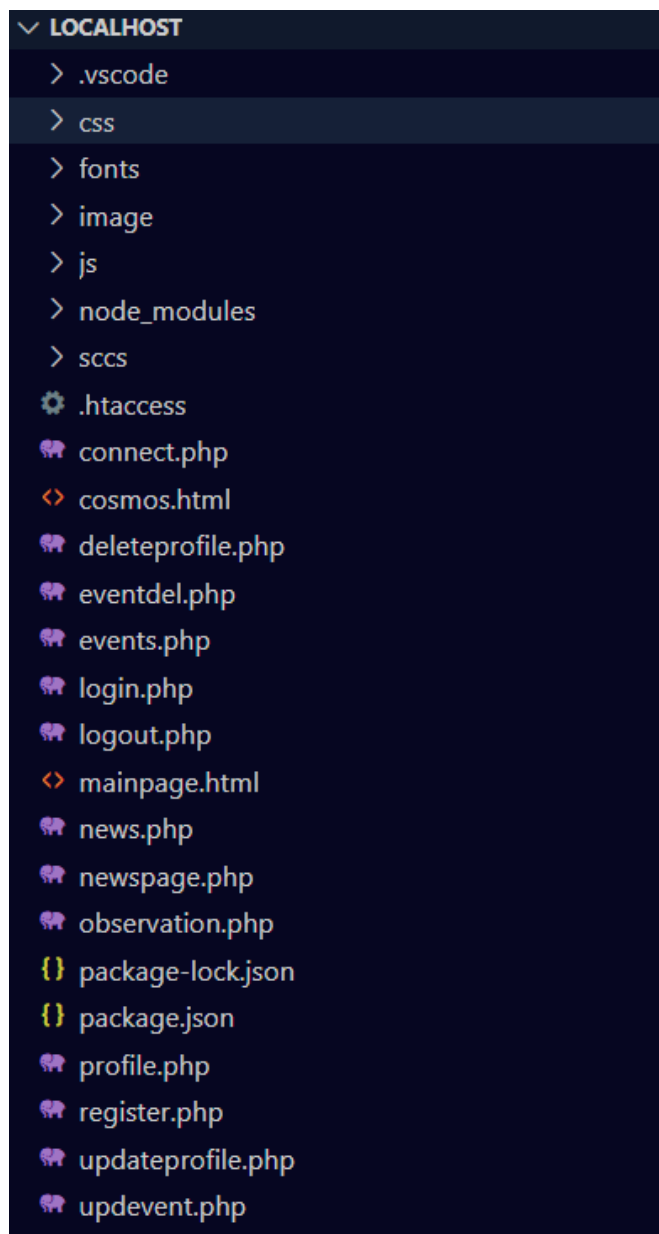 LOCALHOST
.vscode
css
fonts
image
js
node_modules
sccs
.htaccess
connect.php
cosmos.html
deleteprofile.php
eventdel.php
events.php
login.php
logout.php
mainpage.html
news.php
newspage.php
observation.php
package-lock.json
package.json
profile.php
register.php
updateprofile.php
updevent.php